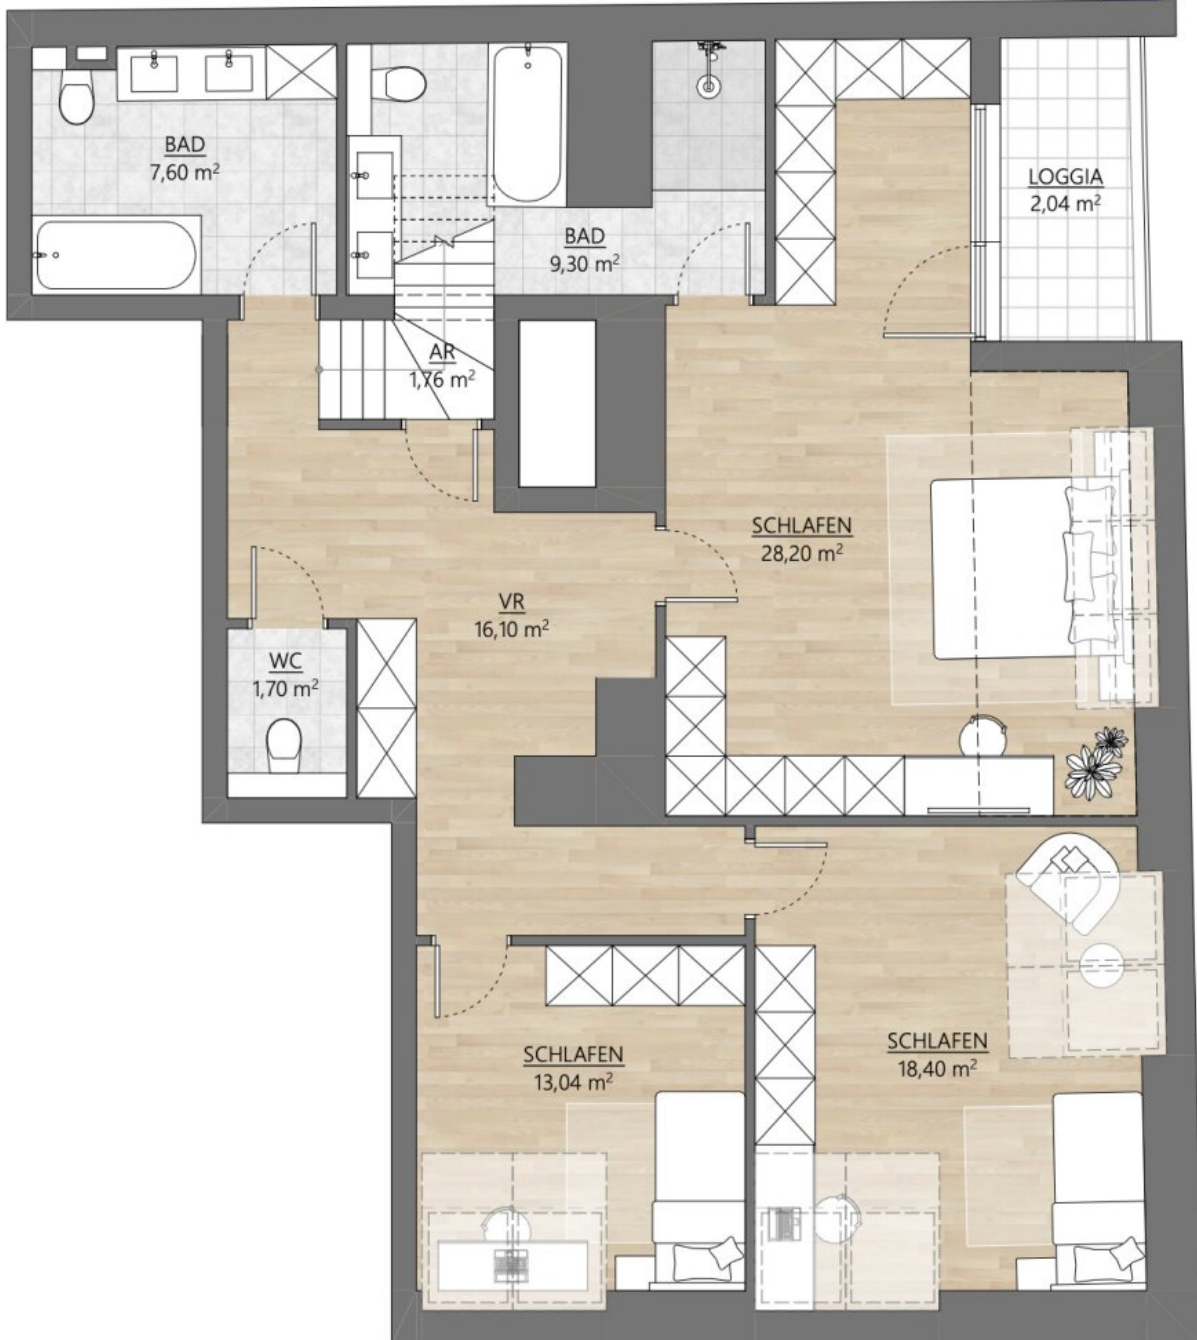 BAD
7,60 m²
BAD
9,30 m²
LOGGIA
2,04 m²
AR
1,76 m²
SCHLAFEN
28,20 m²
VR
16,10 m²
WC
1,70 m²
SCHLAFEN
13,04 m²
SCHLAFEN
18,40 m²